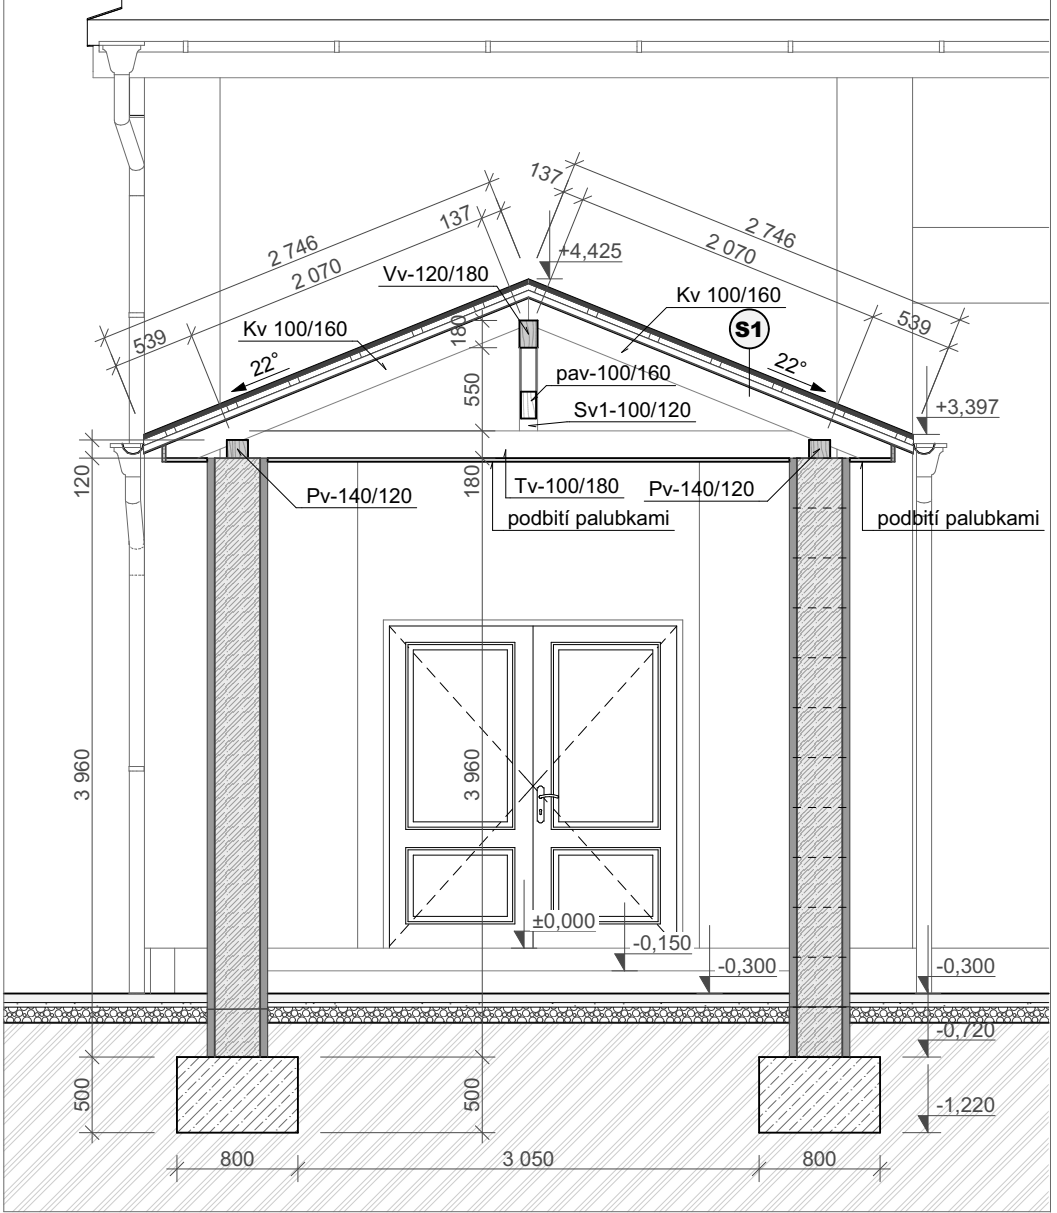 137
2 746
137
2 746
2 070
+4,425
2 070
Vv-120/180
Kv 100/160
539
Kv 100/160
180
S1
539
22°
22°
pav-100/160
550
+3,397
Sv1-100/120
120
180
Pv-140/120
Tv-100/180
Pv-140/120
podbití palubkami
podbití palubkami
3 960
3 960
±0,000
-0,150
-0,300
-0,300
-0,720
500
500
-1,220
800
3 050
800